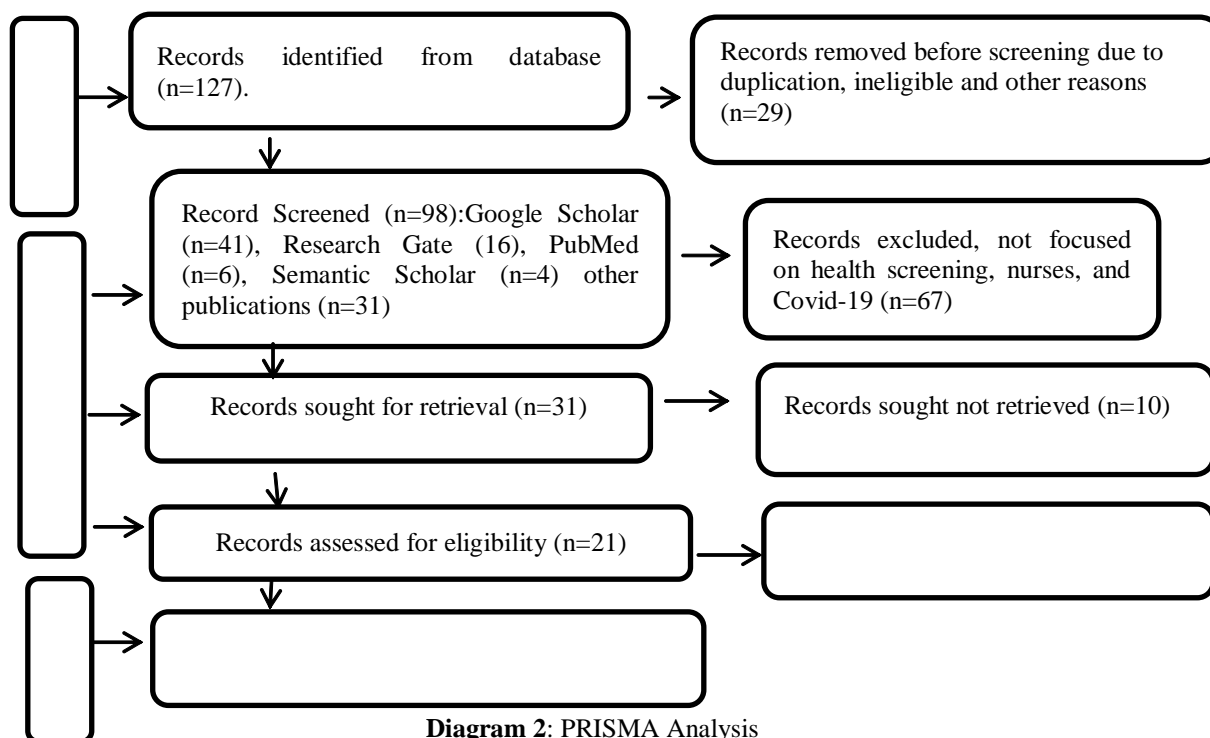 Records identified from database
(n=127).
Records removed before screening due to
duplication, ineligible and other reasons
(n=29)
Record Screened (n=98):Google Scholar
(n=41), Research Gate (16), PubMed
(n=6), Semantic Scholar (n=4) other
publications (n=31)
Records excluded, not focused
on health screening, nurses, and
Covid-19 (n=67)
Records sought for retrieval (n=31)
Records sought not retrieved (n=10)
Records assessed for eligibility (n=21)
Diagram 2: PRISMA Analysis